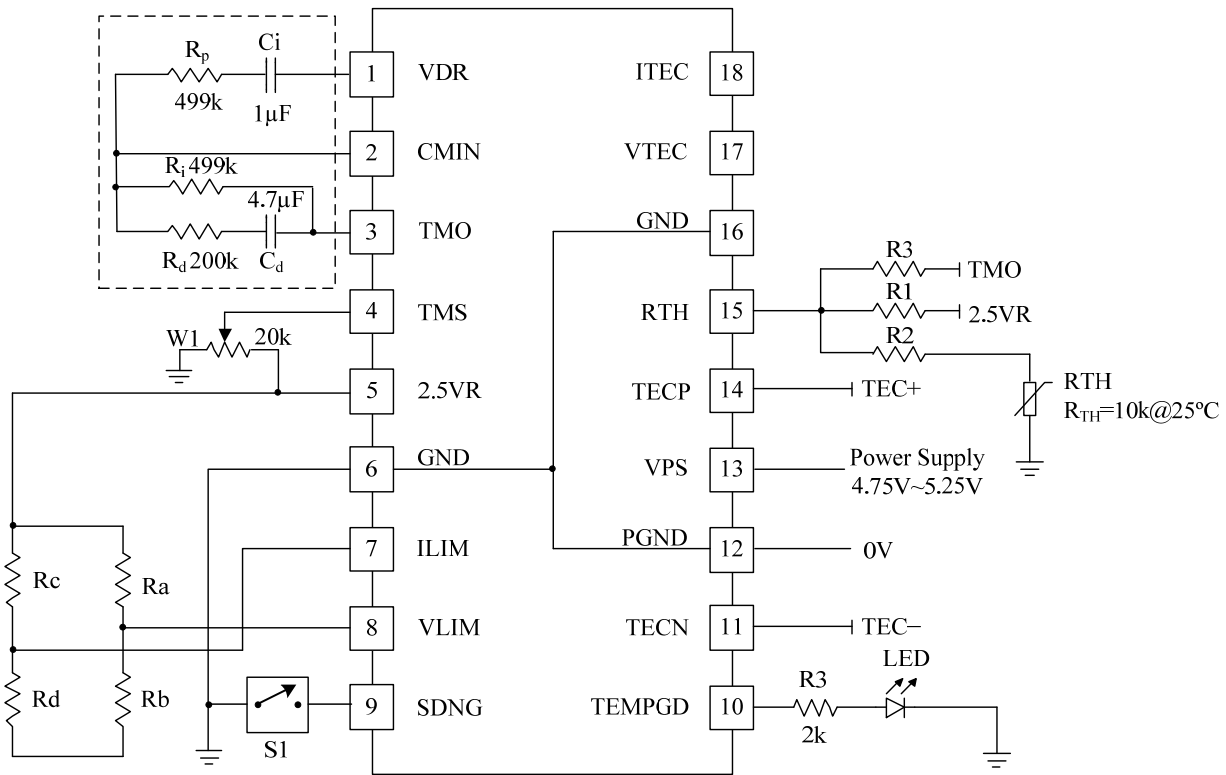 Rp
Ci
499k
1μF
1
VDR
2
CMIN
Ri 499k
4.7μF
3
TMO
Rd 200k
Cd
4
TMS
W1
20k
5
2.5VR
6
GND
7
ILIM
Rc
Ra
8
VLIM
Rd
Rb
9
SDNG
S1
ITEC
18
VTEC
17
GND
16
R3
TMO
RTH
15
R1
2.5VR
R2
TECP
14
TEC+
RTH
RTH=10k@25ºC
VPS
13
Power Supply
4.75V~5.25V
PGND
12
0V
TECN
11
TEC–
LED
TEMPGD
10
R3
2k